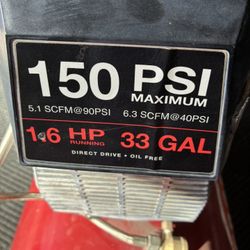 150 PSI
MAXIMUM
5.1 SCFM@90PSI 6.3 SCFM@40PSI
1.6 HP 33 GAL
RUNNING
DIRECT DRIVE • OIL FREE